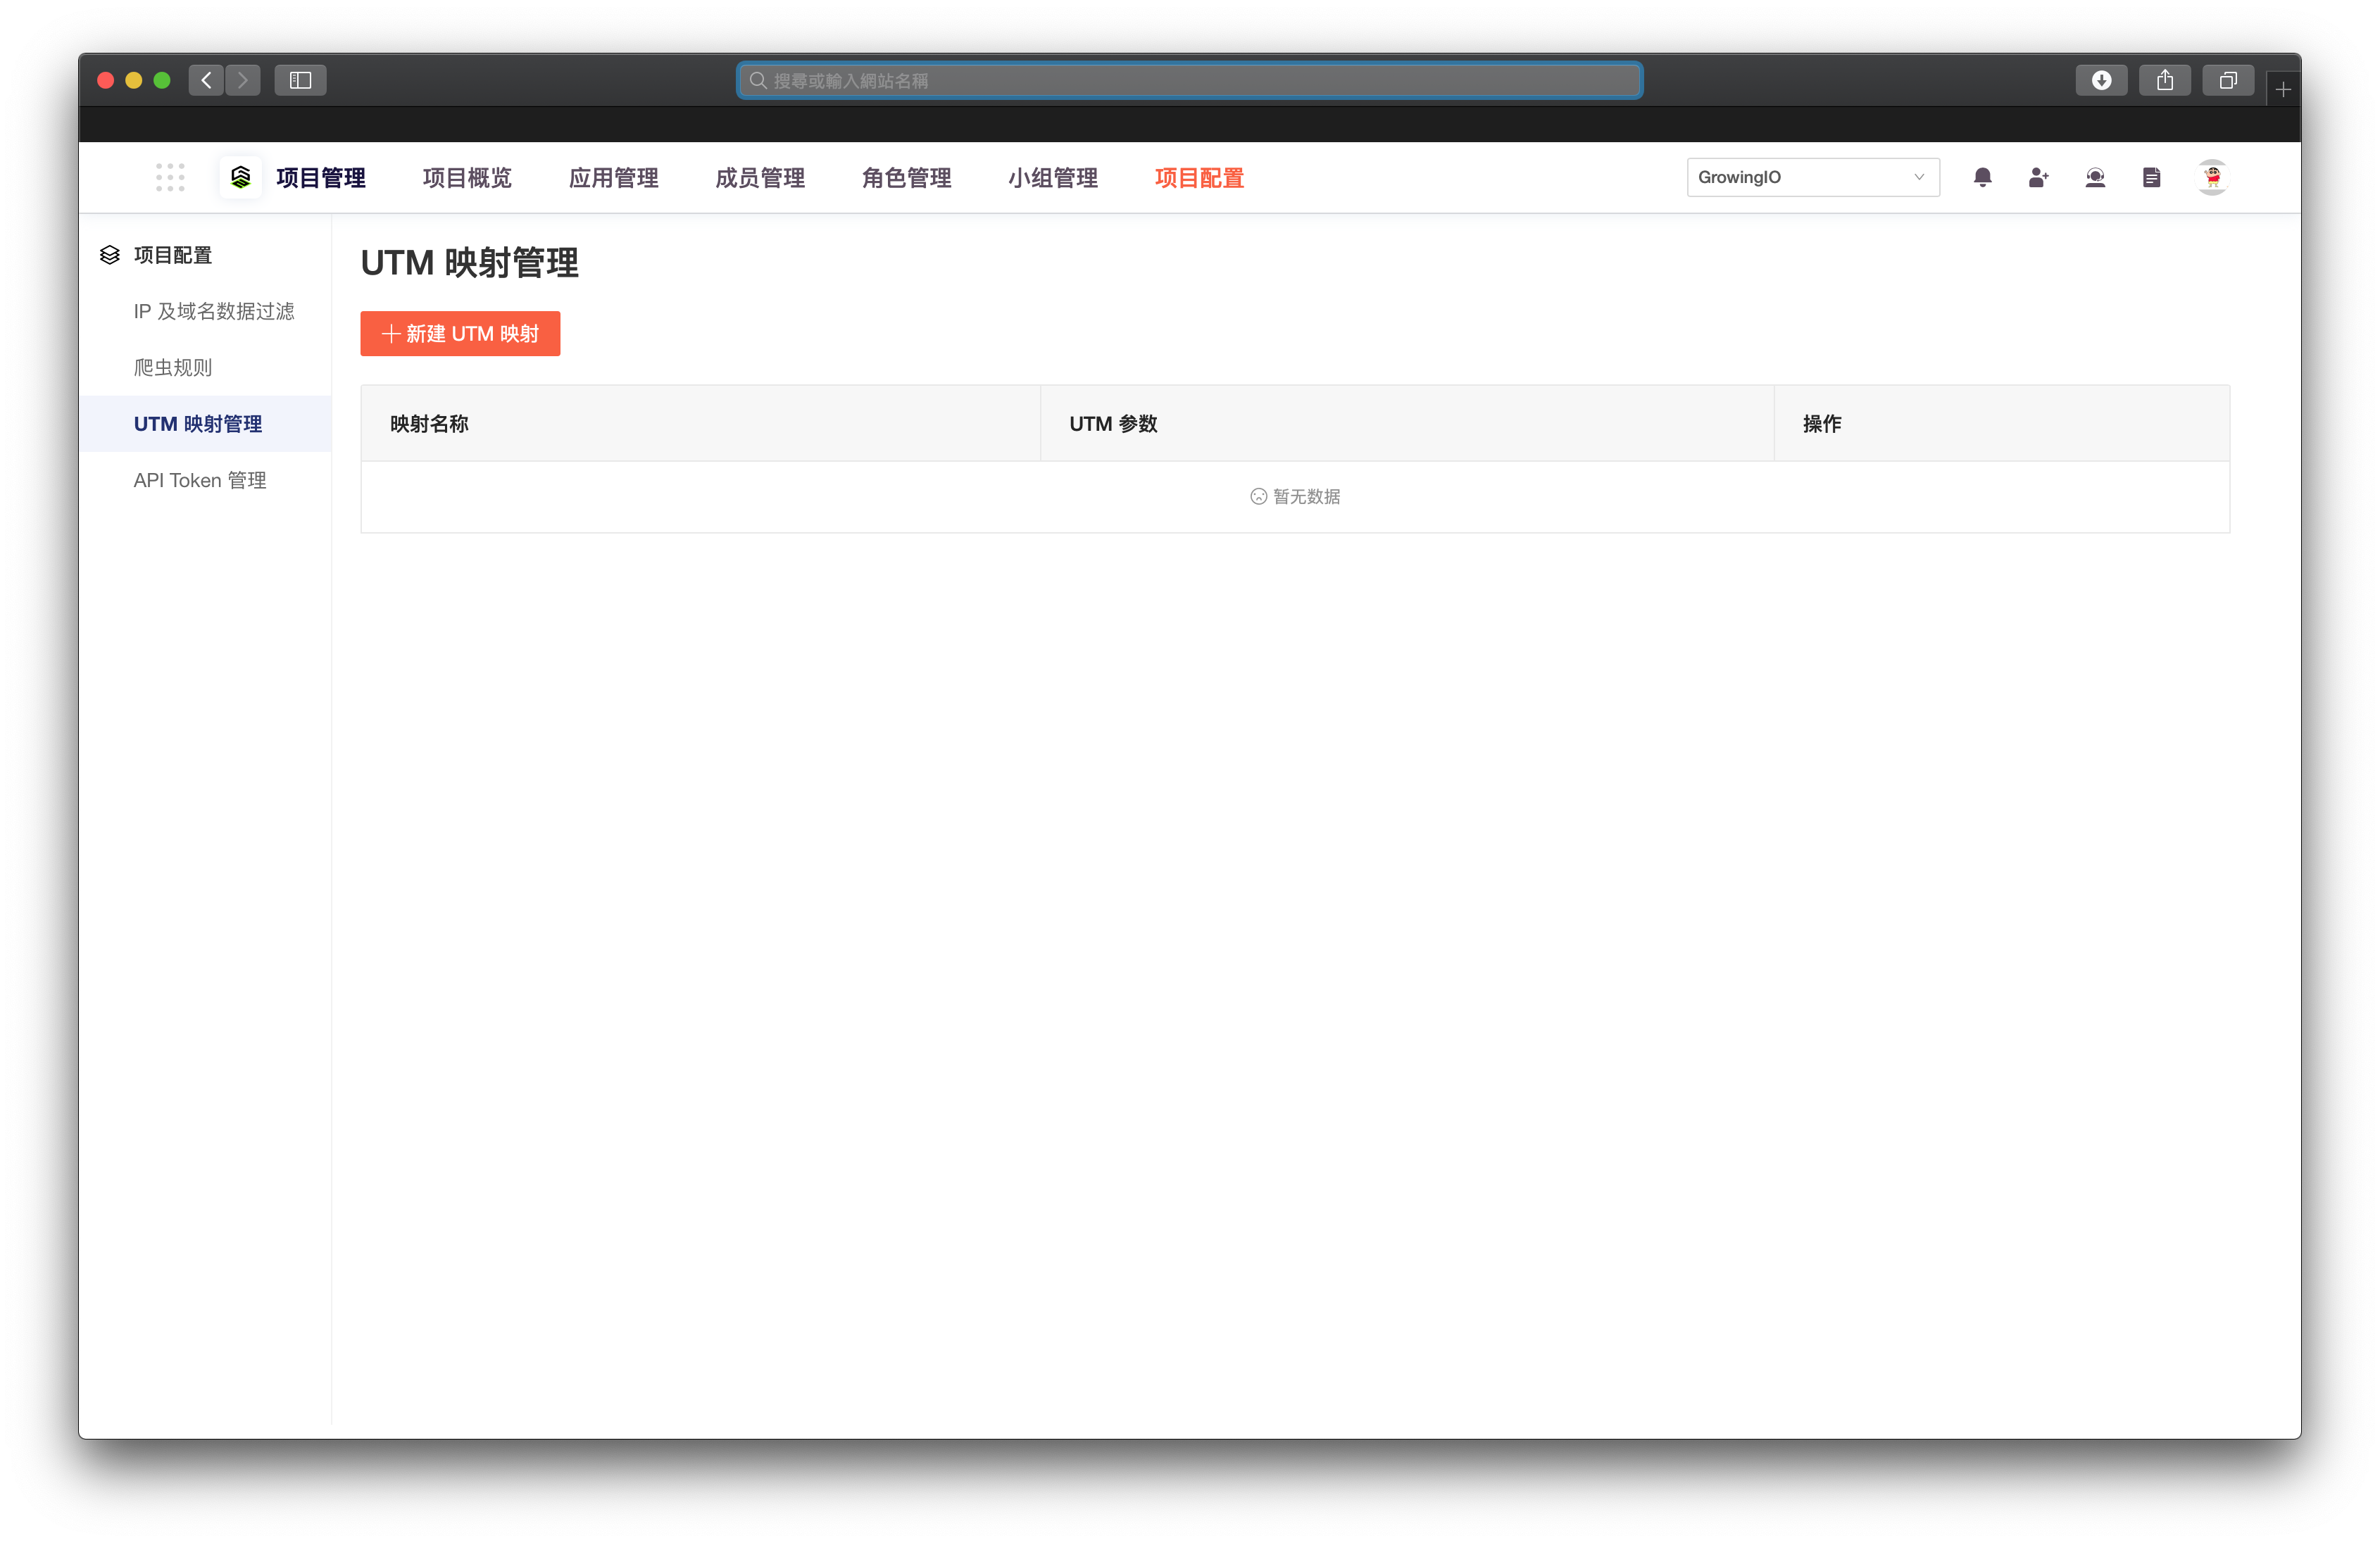 搜尋或輸入網站名稱
项目管理 项目概览 应用管理 成员管理 角色管理 小组管理 项目配置 GrowingIO
项目配置
IP 及域名数据过滤
爬虫规则
UTM 映射管理
API Token 管理
UTM 映射管理
新建 UTM 映射
映射名称 UTM 参数 操作
暂无数据